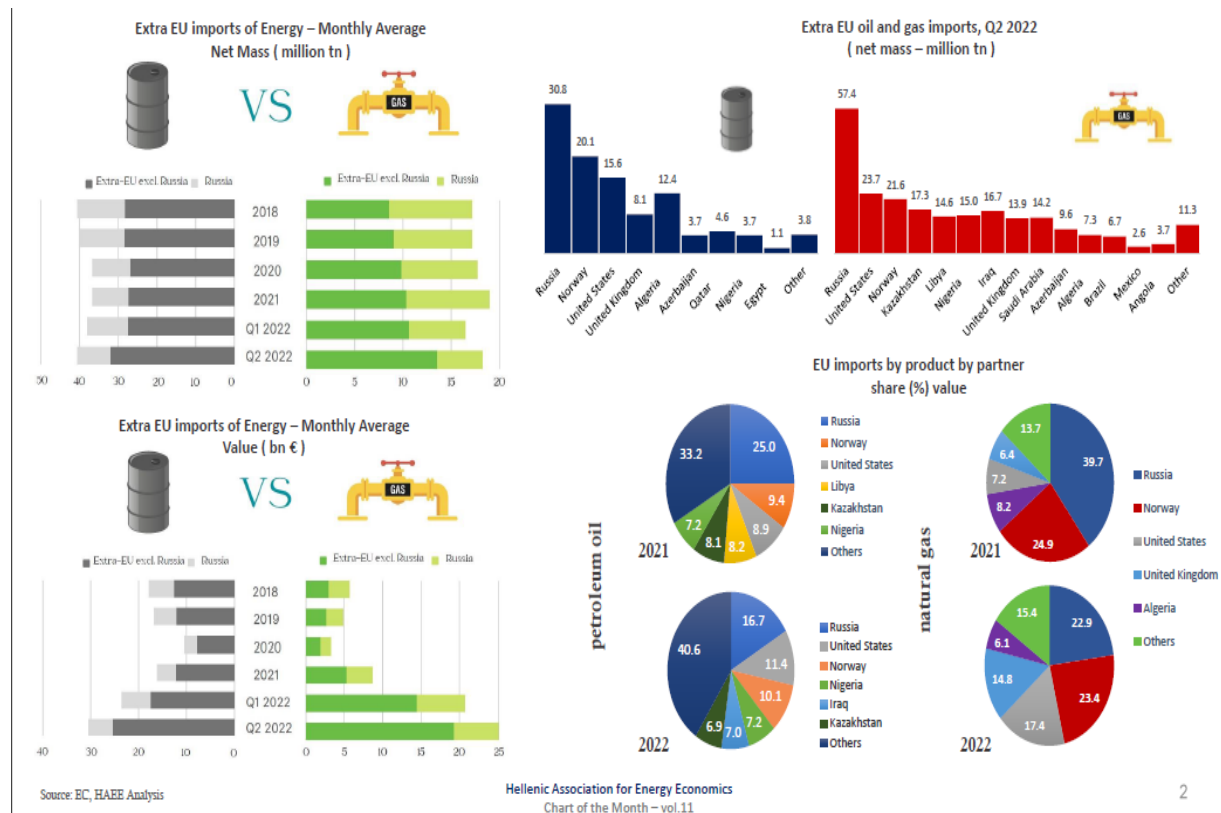 Extra EU imports of Energy – Monthly Average
Net Mass ( million tn )
VS
GAS
Extra-EU excl. Russia
Russia
Extra-EU excl. Russia
Russia
2018
2019
2020
2021
Q1 2022
Q2 2022
50 40 30 20 10 0
0 5 10 15 20
Extra EU imports of Energy – Monthly Average
Value ( bn € )
VS
GAS
Extra-EU excl. Russia
Russia
Extra-EU excl. Russia
Russia
2018
2019
2020
2021
Q1 2022
Q2 2022
40 30 20 10 0
0 5 10 15 20 25
Extra EU oil and gas imports, Q2 2022
( net mass – million tn )
30.8
20.1
15.6
8.1
12.4
3.7
4.6
3.7
1.1
3.8
Russia
Norway
United States
United Kingdom
Algeria
Azerbaijan
Qatar
Nigeria
Egypt
Other
GAS
57.4
23.7
21.6
17.3
14.6
15.0
16.7
13.9
14.2
9.6
7.3
6.7
2.6
3.7
11.3
Russia
United States
Norway
Kazakhstan
Libya
Nigeria
Iraq
United Kingdom
Saudi Arabia
Azerbaijan
Algeria
Brazil
Mexico
Angola
Other
EU imports by product by partner
share (%) value
petroleum oil
25.0
9.4
8.9
8.2
8.1
7.2
33.2
2021
Russia
Norway
United States
Libya
Kazakhstan
Nigeria
Others
16.7
11.4
10.1
7.2
7.0
6.9
40.6
2022
Russia
United States
Norway
Nigeria
Iraq
Kazakhstan
Others
natural gas
39.7
24.9
8.2
7.2
6.4
13.7
2021
Russia
Norway
United States
United Kingdom
Algeria
Others
22.9
23.4
17.4
14.8
6.1
15.4
2022
Source: EC, HAEE Analysis
Hellenic Association for Energy Economics
Chart of the Month – vol.11
2